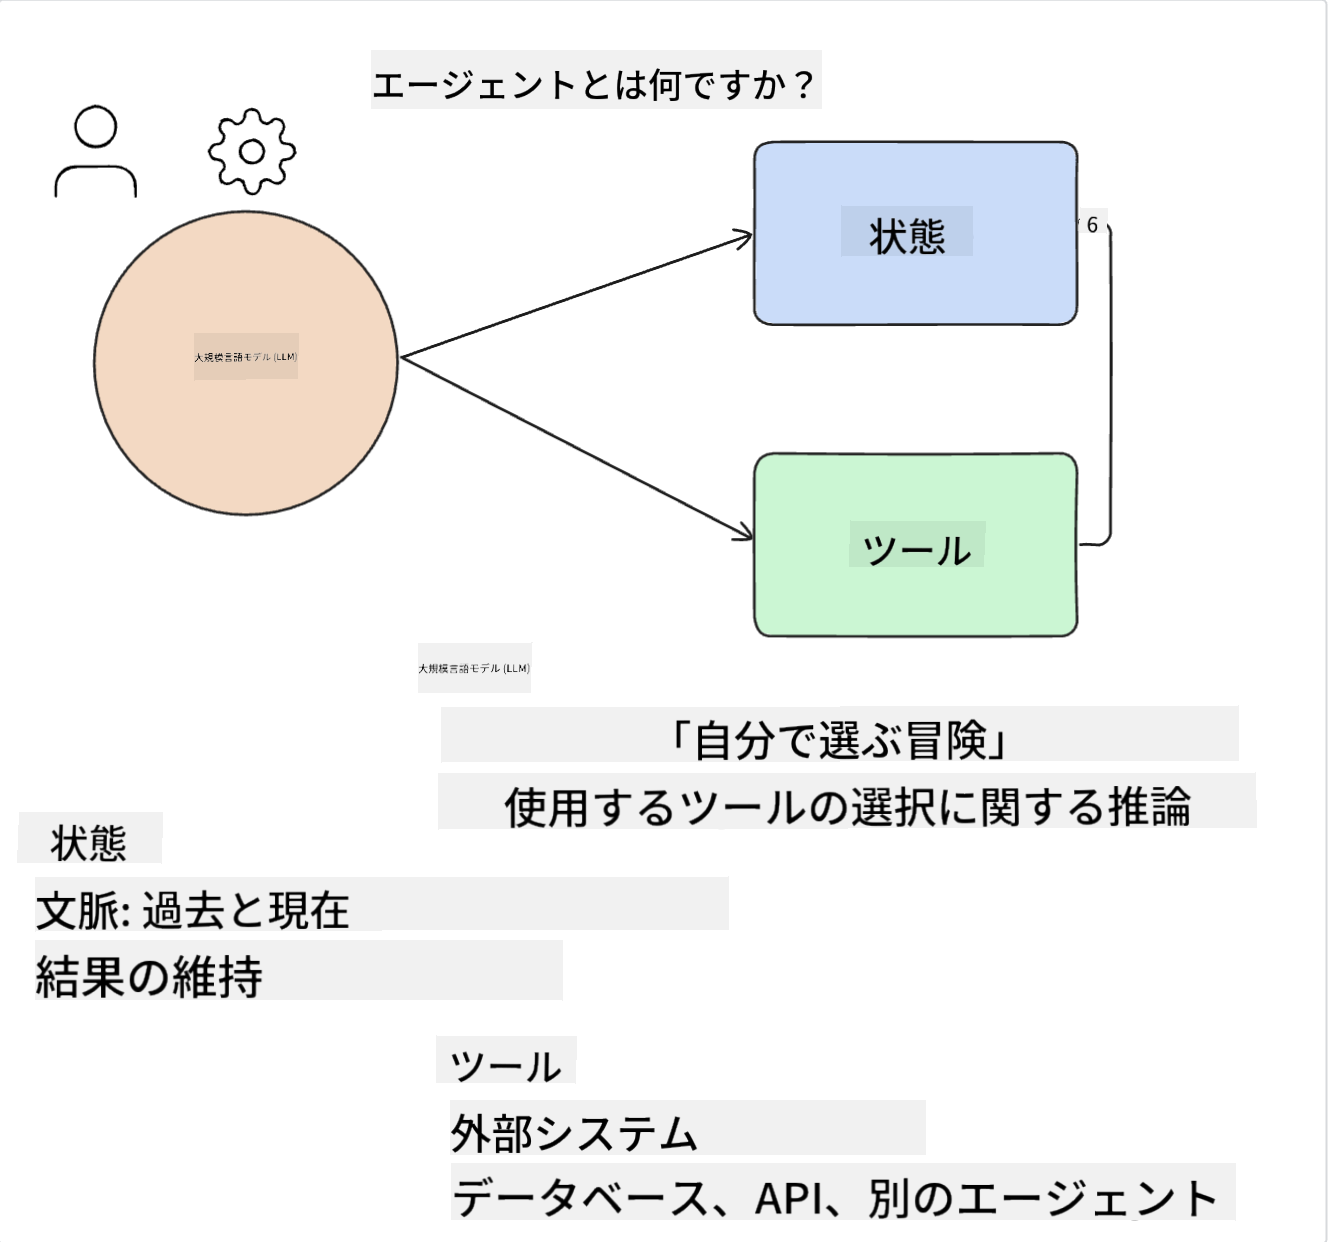 エージェントとは何ですか？
状態
6
大規模言語モデル (LLM)
ツール
大規模言語モデル (LLM)
「自分で選ぶ冒険」
使用するツールの選択に関する推論
状態
文脈: 過去と現在
結果の維持
ツール
外部システム
データベース、API、別のエージェント